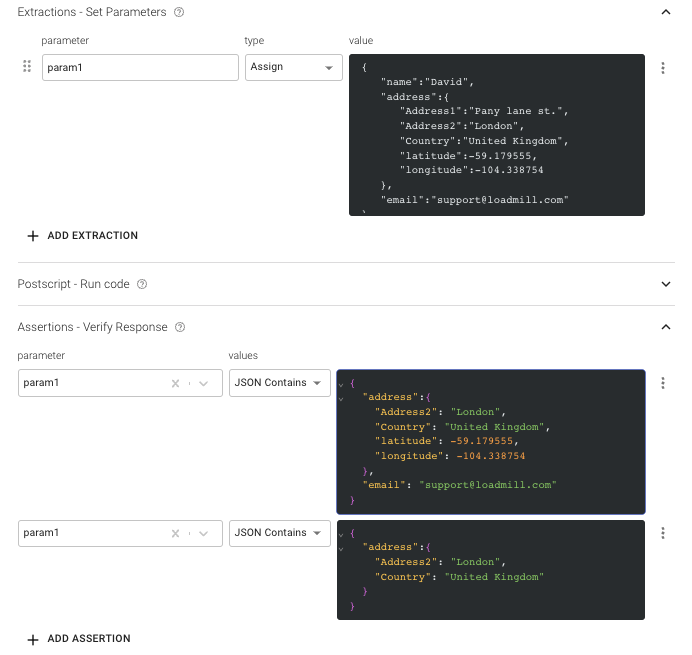 Extractions - Set Parameters
parameter type value
param1 Assign
{
"name":"David",
"address":{
"Address1":"Pany lane st.",
"Address2":"London",
"Country":"United Kingdom",
"latitude":-59.179555,
"longitude":-104.338754
},
"email":"support@loadmill.com"
+ ADD EXTRACTION
Postscript - Run code
Assertions - Verify Response
parameter values
param1 JSON Contains
{
"address":{
"Address2": "London",
"Country": "United Kingdom",
"latitude": -59.179555,
"longitude": -104.338754
},
"email": "support@loadmill.com"
}
param1 JSON Contains
{
"address":{
"Address2": "London",
"Country": "United Kingdom"
}
}
+ ADD ASSERTION